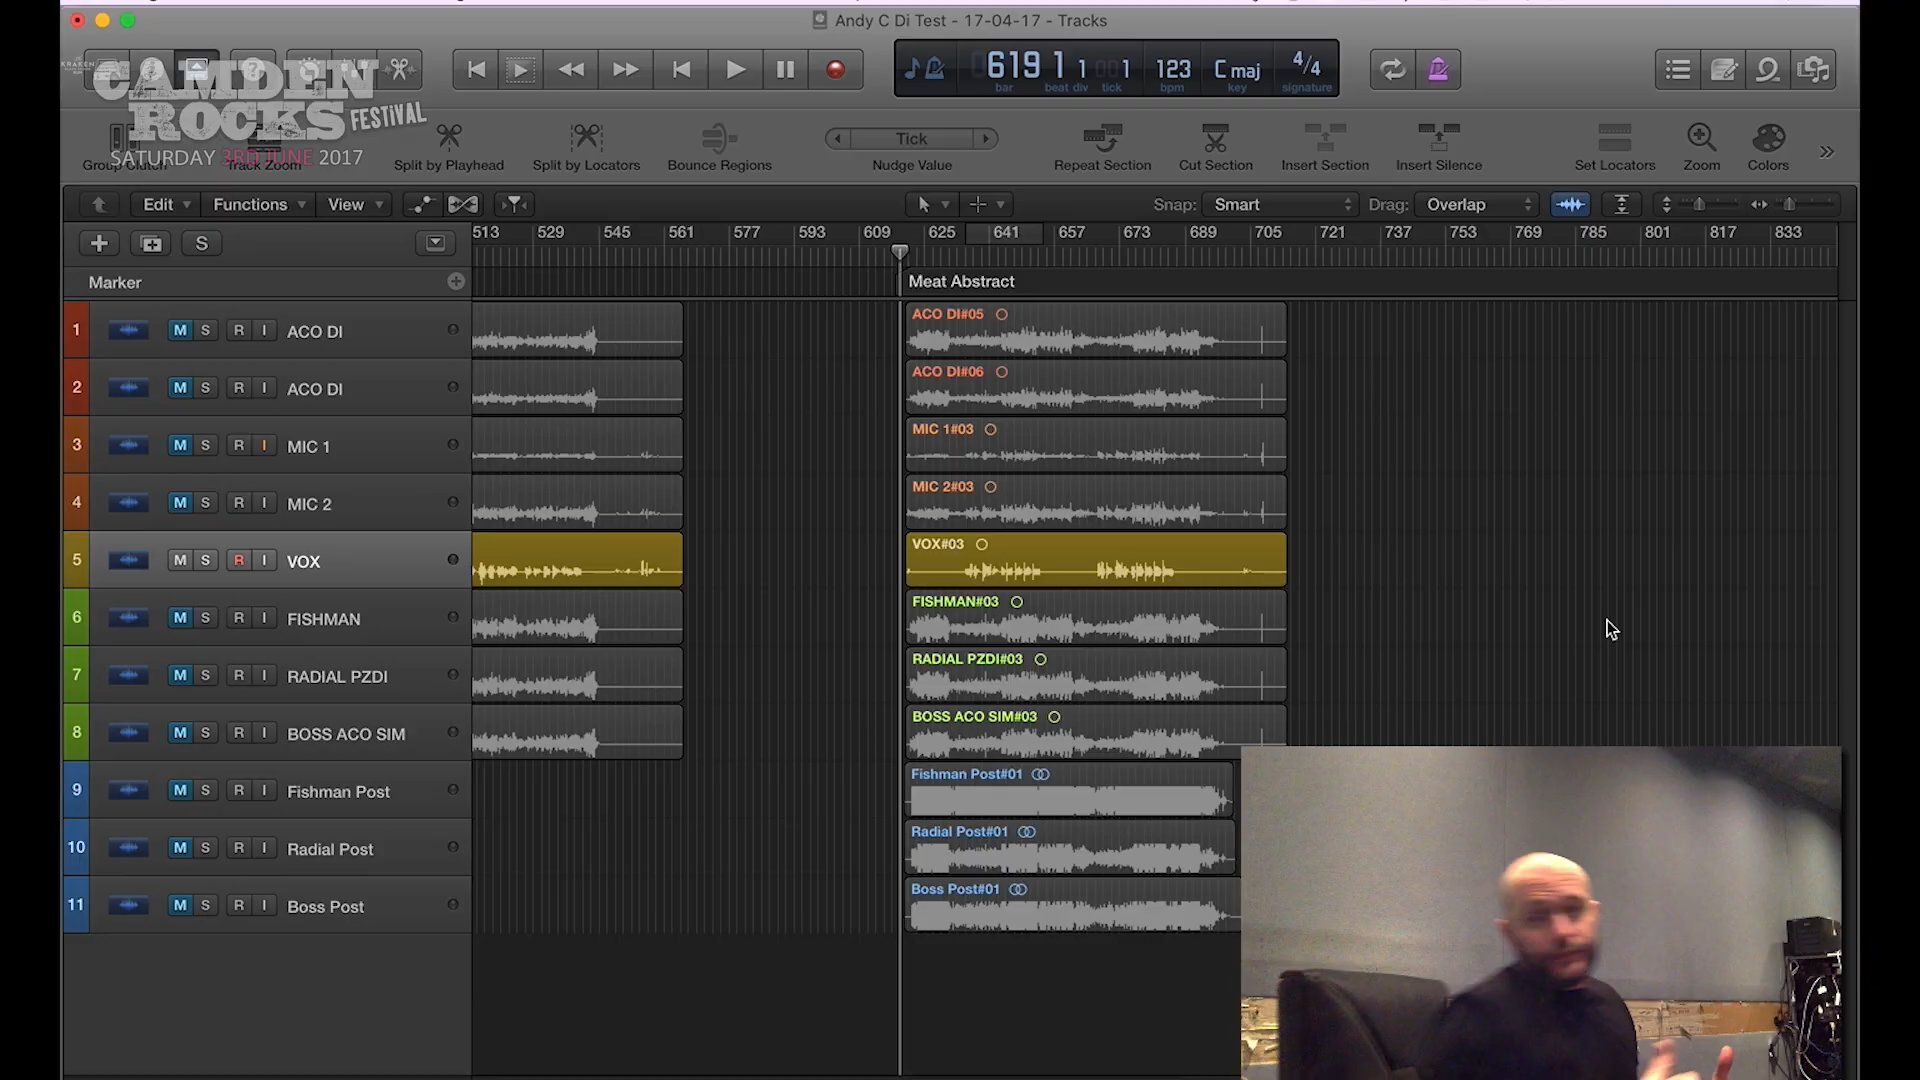 Andy C Di Test - 17-04-17 - Tracks
CAMDEN
ROCKS FESTiVAL
SATURDAY 3RD JUNE 2017
619 1 1 1 123 C maj 4/4
bar beat div tick bpm key signature
Tick
Group Clutch Track Zoom Split by Playhead Split by Locators Bounce Regions Nudge Value Repeat Section Cut Section Insert Section Insert Silence Set Locators Zoom Colors
Edit Functions View Snap: Smart Drag: Overlap
S
513 529 545 561 577 593 609 625 641 657 673 689 705 721 737 753 769 785 801 817 833
Marker Meat Abstract
1 M S R I ACO DI ACO DI#05
2 M S R I ACO DI ACO DI#06
3 M S R I MIC 1 MIC 1#03
4 M S R I MIC 2 MIC 2#03
5 M S R I VOX VOX#03
6 M S R I FISHMAN FISHMAN#03
7 M S R I RADIAL PZDI RADIAL PZDI#03
8 M S R I BOSS ACO SIM BOSS ACO SIM#03
9 M S R I Fishman Post Fishman Post#01
10 M S R I Radial Post Radial Post#01
11 M S R I Boss Post Boss Post#01